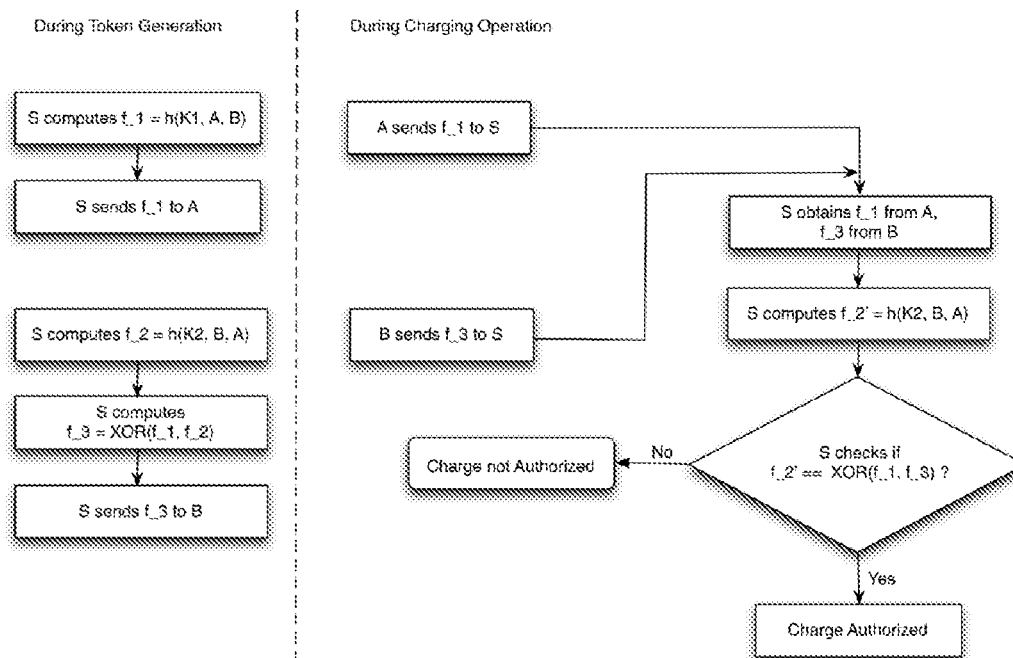 During Token Generation
S computes f_1 = h(K1, A, B)
S sends f_1 to A
S computes f_2 = h(K2, B, A)
S computes
f_3 = XOR(f_1, f_2)
S sends f_3 to B
During Charging Operation
A sends f_1 to S
B sends f_3 to S
S obtains f_1 from A,
f_3 from B
S computes f_2' = h(K2, B, A)
S checks if
f_2' == XOR(f_1, f_3) ?
No
Charge not Authorized
Yes
Charge Authorized